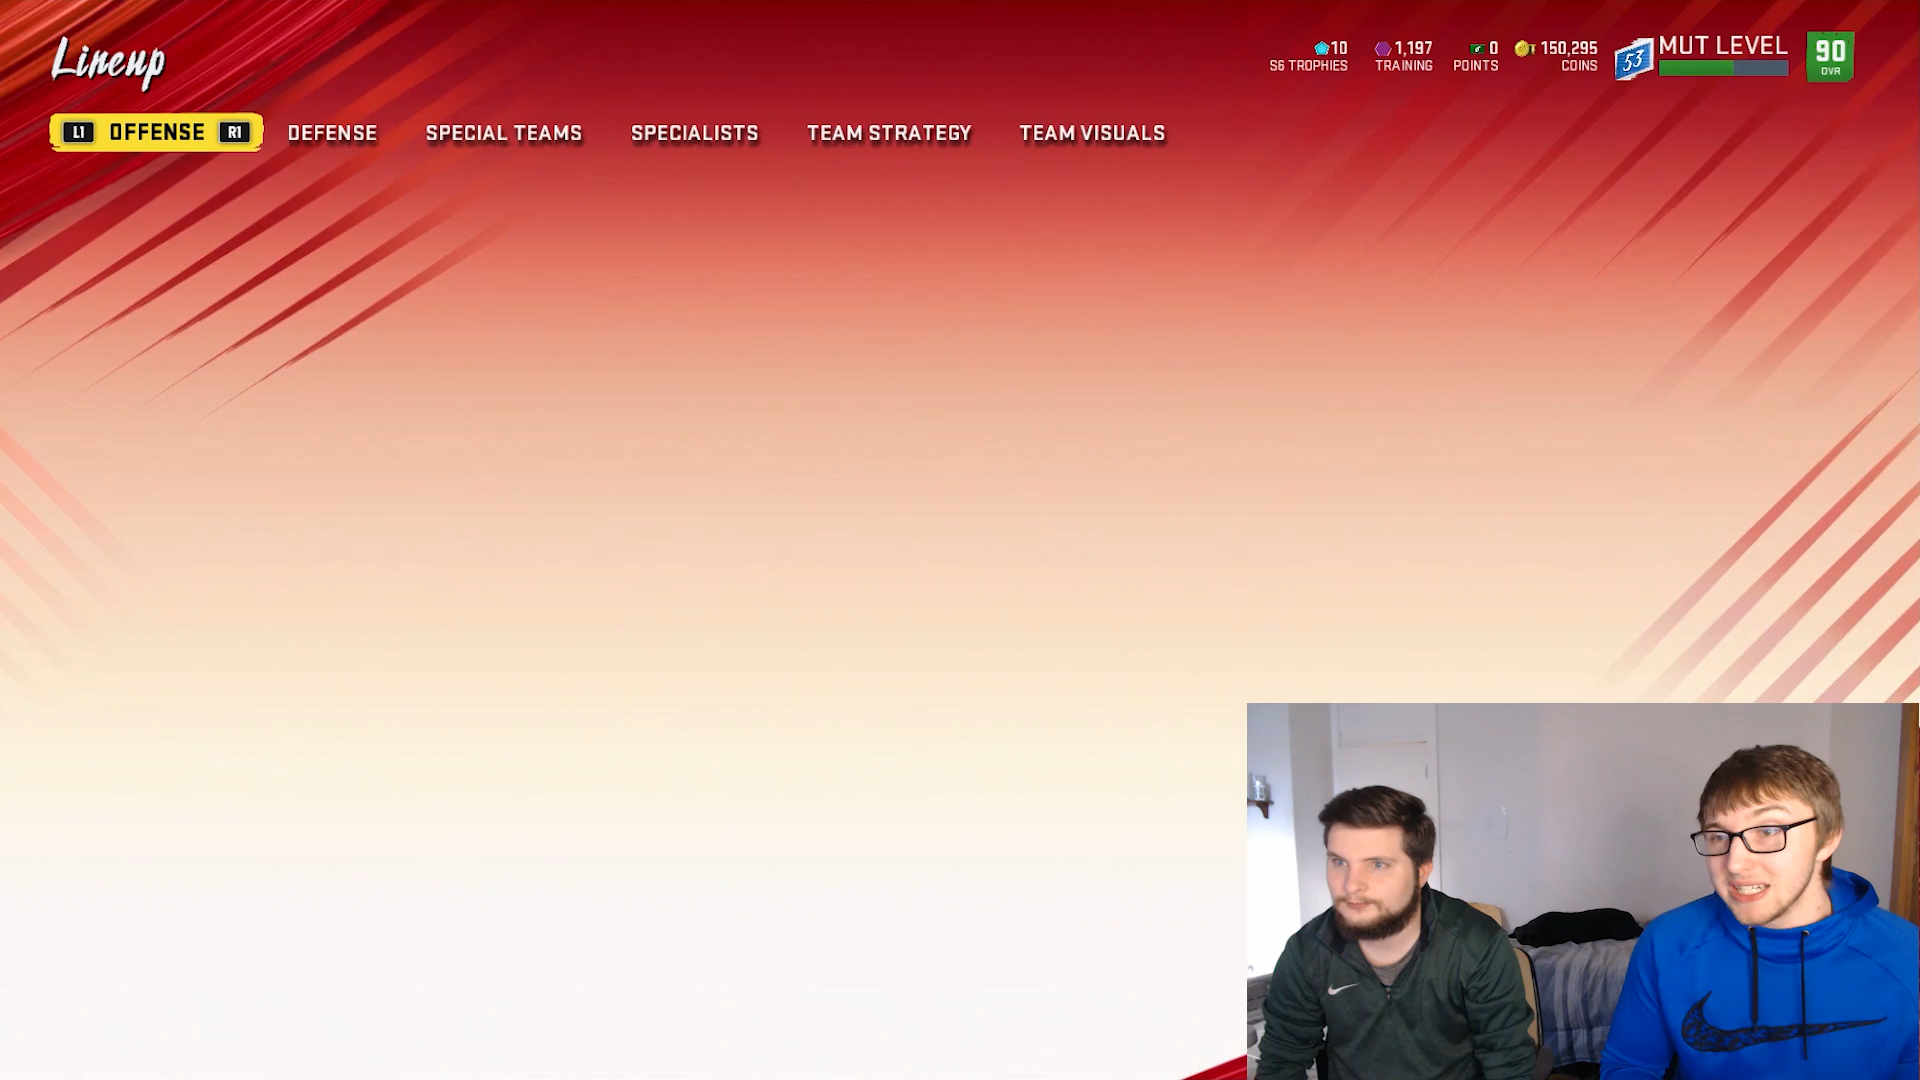 Lineup
10
S6 TROPHIES
1,197
TRAINING
0
POINTS
150,295
COINS
53
MUT LEVEL
90
OVR
L1 OFFENSE R1
DEFENSE
SPECIAL TEAMS
SPECIALISTS
TEAM STRATEGY
TEAM VISUALS